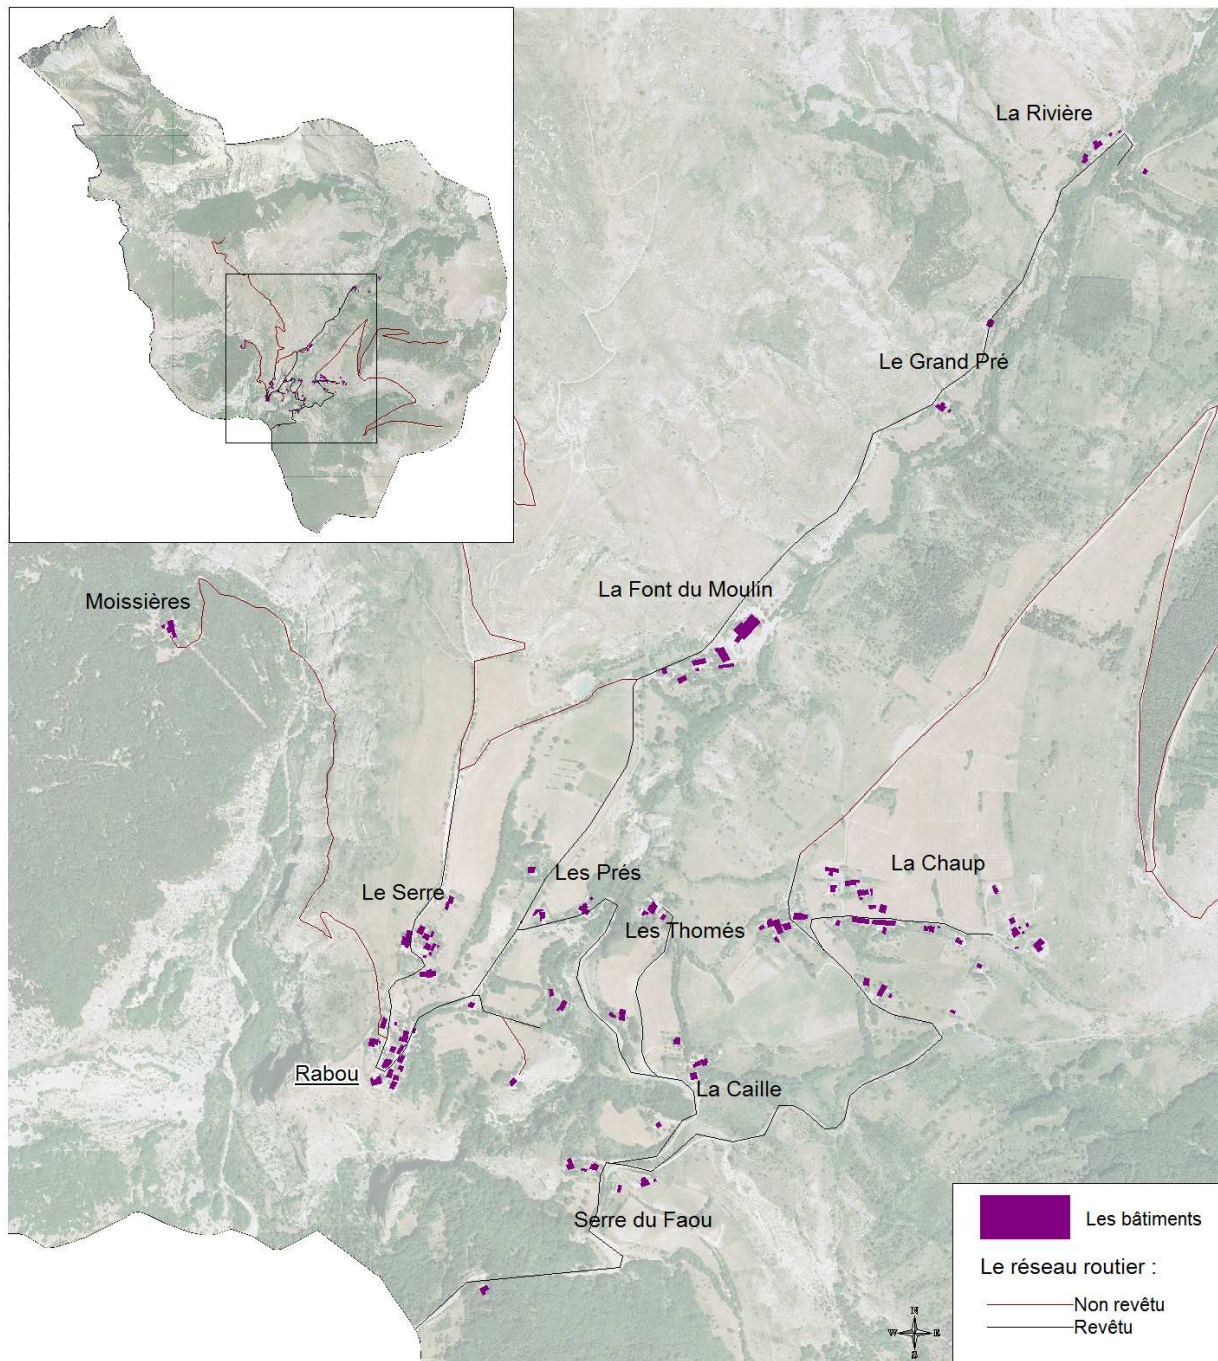 La Rivière
Le Grand Pré
La Font du Moulin
Moissières
La Chaup
Les Prés
Le Serre
Les Thomés
Rabou
La Caille
Serre du Faou
Les bâtiments
Le réseau routier :
Non revêtu
Revêtu
N
W E
S